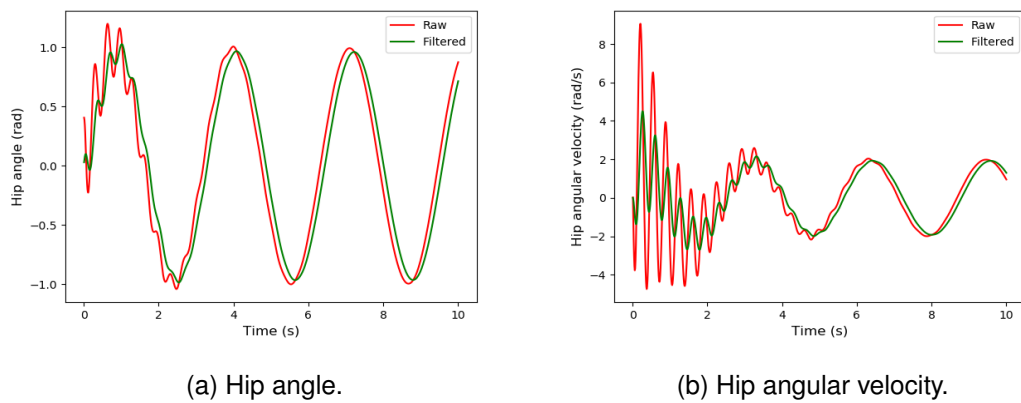 Raw
Filtered
1.0
0.5
0.0
−0.5
−1.0
Hip angle (rad)
0 2 4 6 8 10
Time (s)
(a) Hip angle.
Raw
Filtered
8
6
4
2
0
−2
−4
Hip angular velocity (rad/s)
0 2 4 6 8 10
Time (s)
(b) Hip angular velocity.